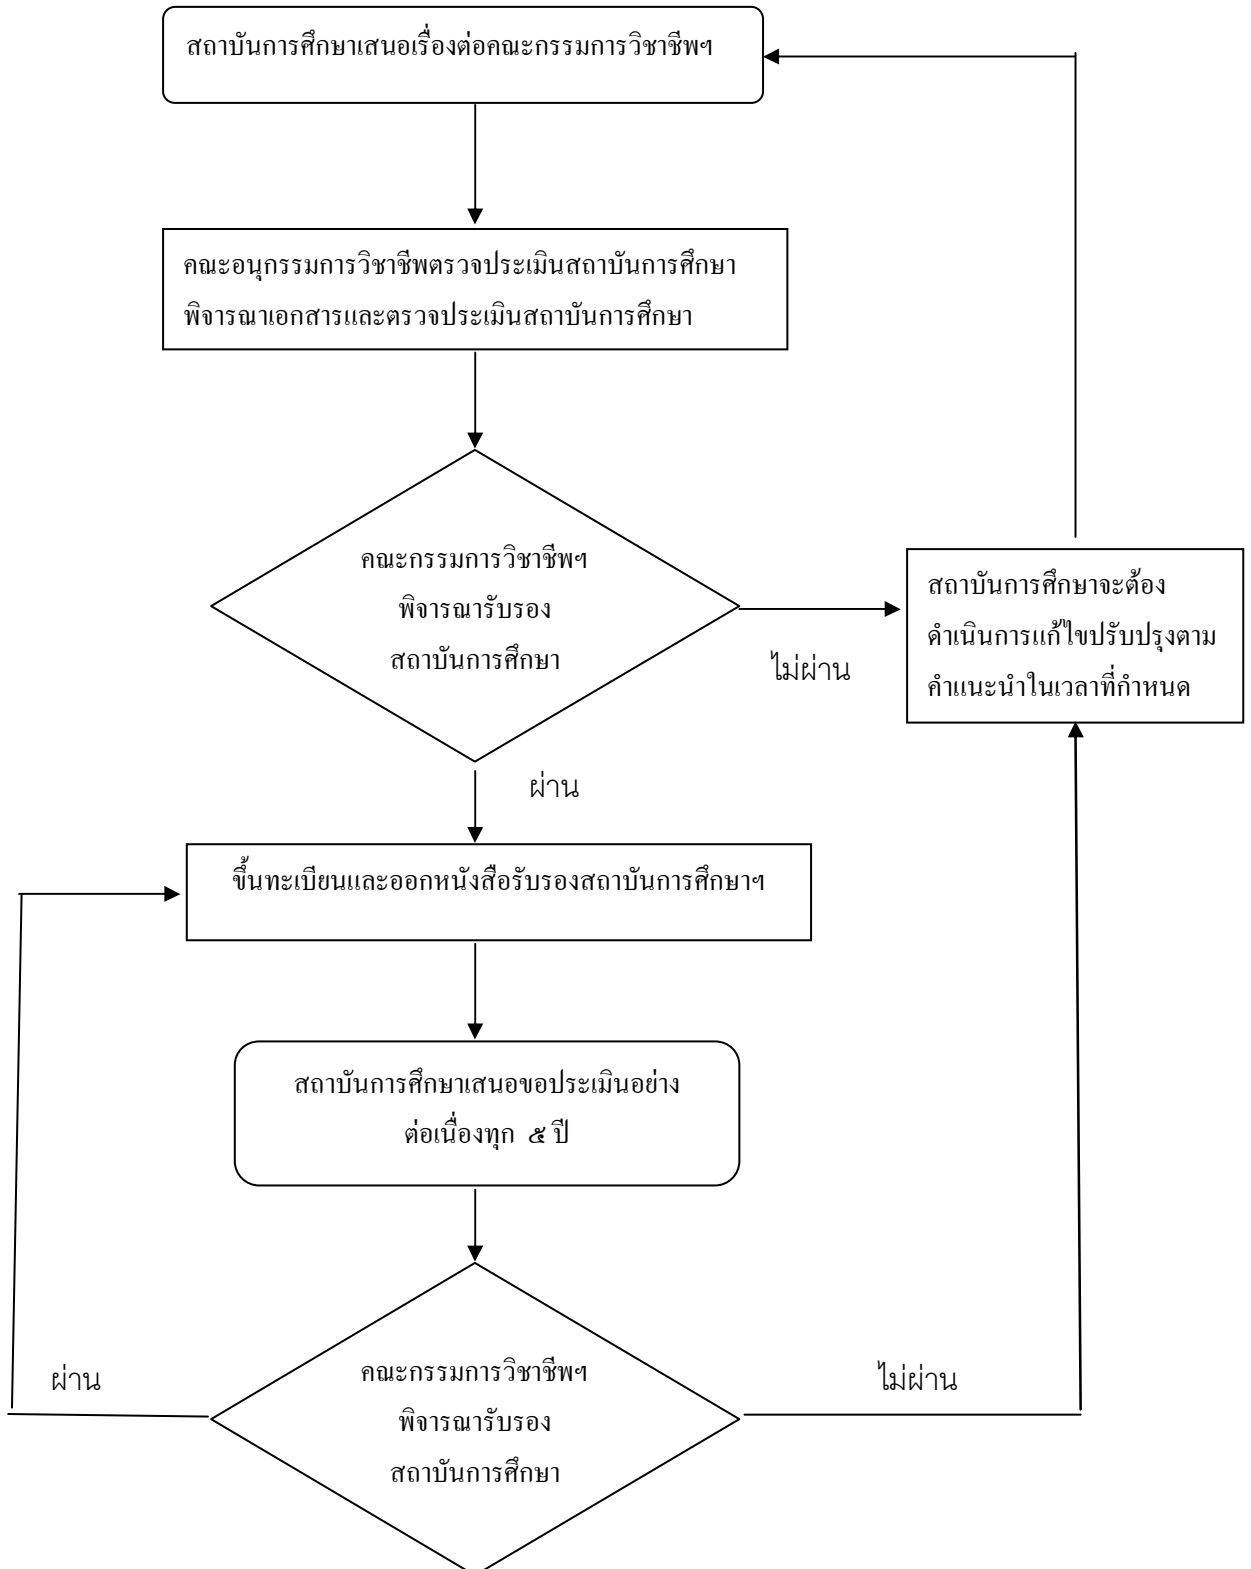 สถาบันการศึกษาเสนอเรื่องต่อคณะกรรมการวิชาชีพฯ
คณะอนุกรรมการวิชาชีพตรวจประเมินสถาบันการศึกษา
พิจารณาเอกสารและตรวจประเมินสถาบันการศึกษา
คณะกรรมการวิชาชีพฯ
พิจารณารับรอง
สถาบันการศึกษา
ไม่ผ่าน
สถาบันการศึกษาจะต้อง
ดำเนินการแก้ไขปรับปรุงตาม
คำแนะนำในเวลาที่กำหนด
ผ่าน
ขึ้นทะเบียนและออกหนังสือรับรองสถาบันการศึกษาฯ
สถาบันการศึกษาเสนอขอประเมินอย่าง
ต่อเนื่องทุก ๕ ปี
ผ่าน
คณะกรรมการวิชาชีพฯ
พิจารณารับรอง
สถาบันการศึกษา
ไม่ผ่าน